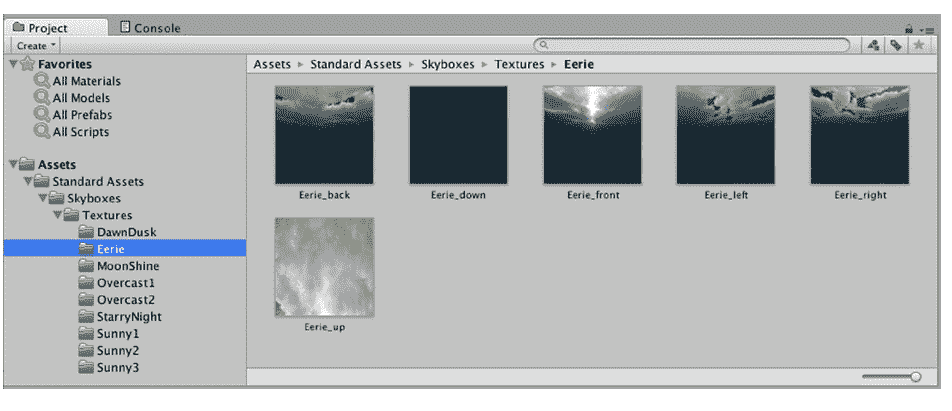 Project
Console
Create
Favorites
All Materials
All Models
All Prefabs
All Scripts
Assets
Standard Assets
Skyboxes
Textures
DawnDusk
Eerie
MoonShine
Overcast1
Overcast2
StarryNight
Sunny1
Sunny2
Sunny3
Assets ▸ Standard Assets ▸ Skyboxes ▸ Textures ▸ Eerie
Eerie_back Eerie_down Eerie_front Eerie_left Eerie_right
Eerie_up